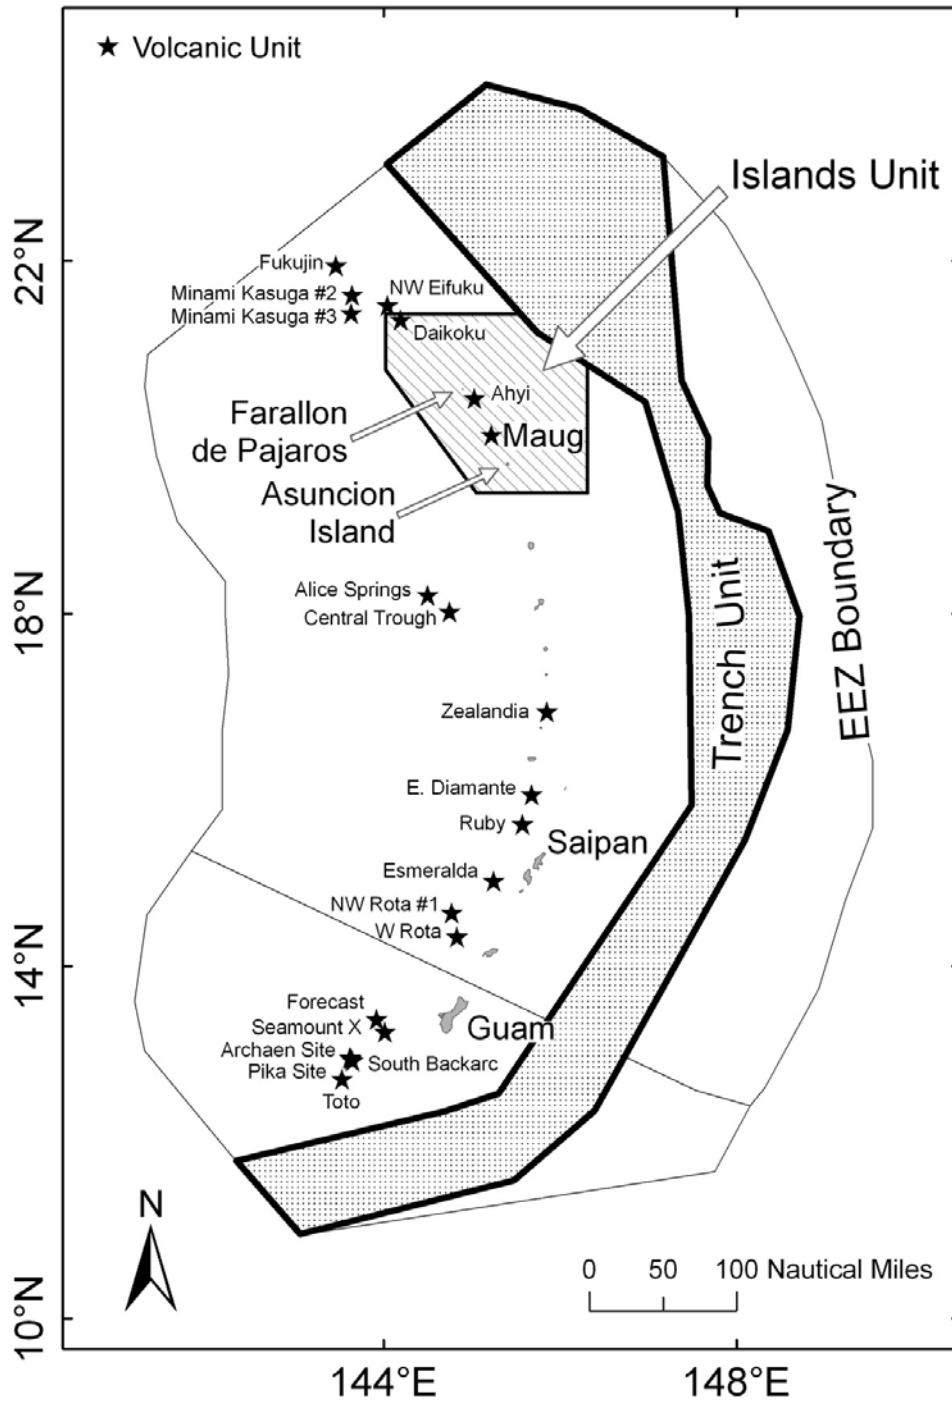 Volcanic Unit
Islands Unit
22°N
Fukujin
Minami Kasuga #2
NW Eifuku
Minami Kasuga #3
Daikoku
Ahyi
Farallon
de Pajaros
Maug
Asuncion
Island
EEZ Boundary
Trench Unit
18°N
Alice Springs
Central Trough
Zealandia
E. Diamante
Ruby
Saipan
Esmeralda
NW Rota #1
W Rota
14°N
Forecast
Seamount X
Guam
Archaen Site
South Backarc
Pika Site
Toto
N
10°N
0 50 100 Nautical Miles
144°E 148°E